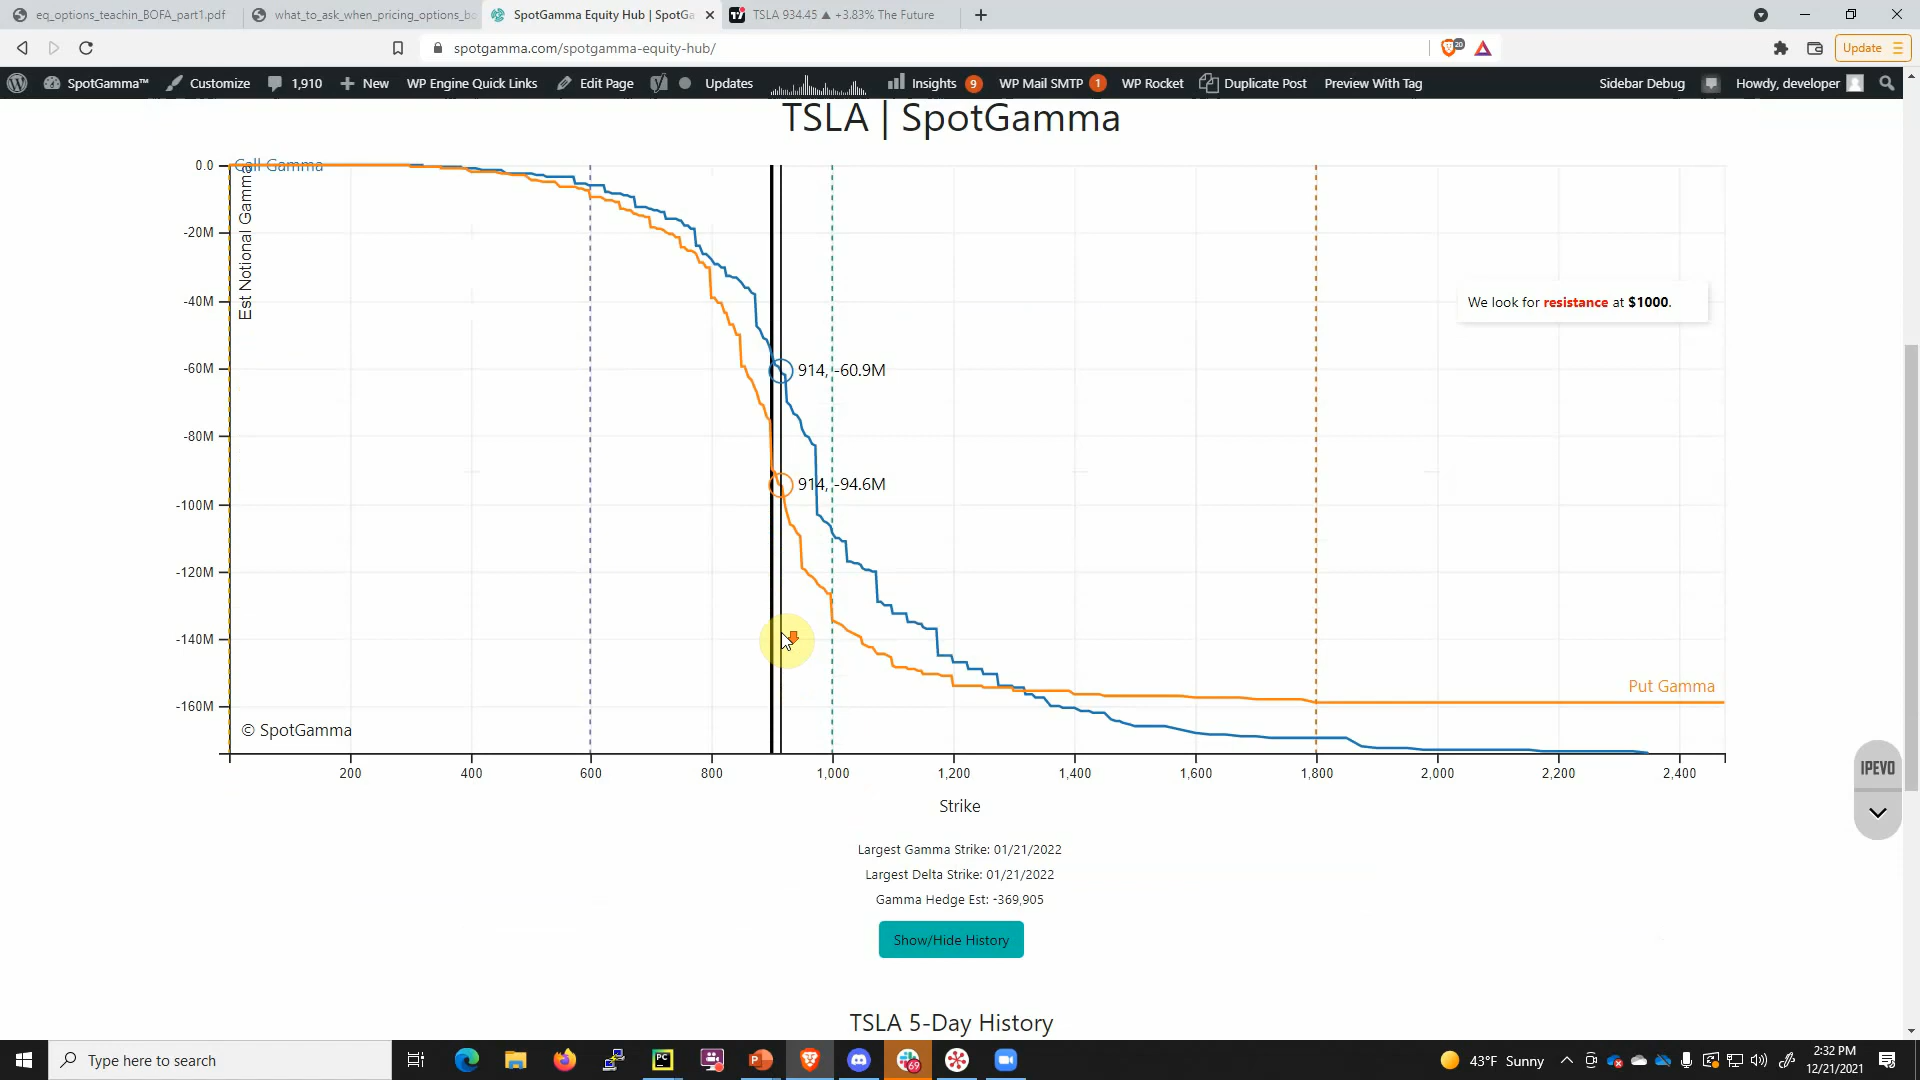 eq_options_teachin_BOFA_part1.pdf
what_to_ask_when_pricing_options_bo
SpotGamma Equity Hub | SpotGa
TSLA 934.45 ▲ +3.83% The Future
spotgamma.com/spotgamma-equity-hub/
20
Update
SpotGamma™
Customize
1,910
New
WP Engine Quick Links
Edit Page
Updates
Insights 9
WP Mail SMTP 1
WP Rocket
Duplicate Post
Preview With Tag
Sidebar Debug
Howdy, developer
TSLA | SpotGamma
0.0
-20M
-40M
-60M
-80M
-100M
-120M
-140M
-160M
Call Gamma
Est Notional Gamma
We look for resistance at $1000.
914, -60.9M
914, -94.6M
Put Gamma
© SpotGamma
200
400
600
800
1,000
1,200
1,400
1,600
1,800
2,000
2,200
2,400
Strike
IPEVO
Largest Gamma Strike: 01/21/2022
Largest Delta Strike: 01/21/2022
Gamma Hedge Est: -369,905
Show/Hide History
TSLA 5-Day History
Type here to search
PC
69
43°F Sunny
2:32 PM
12/21/2021